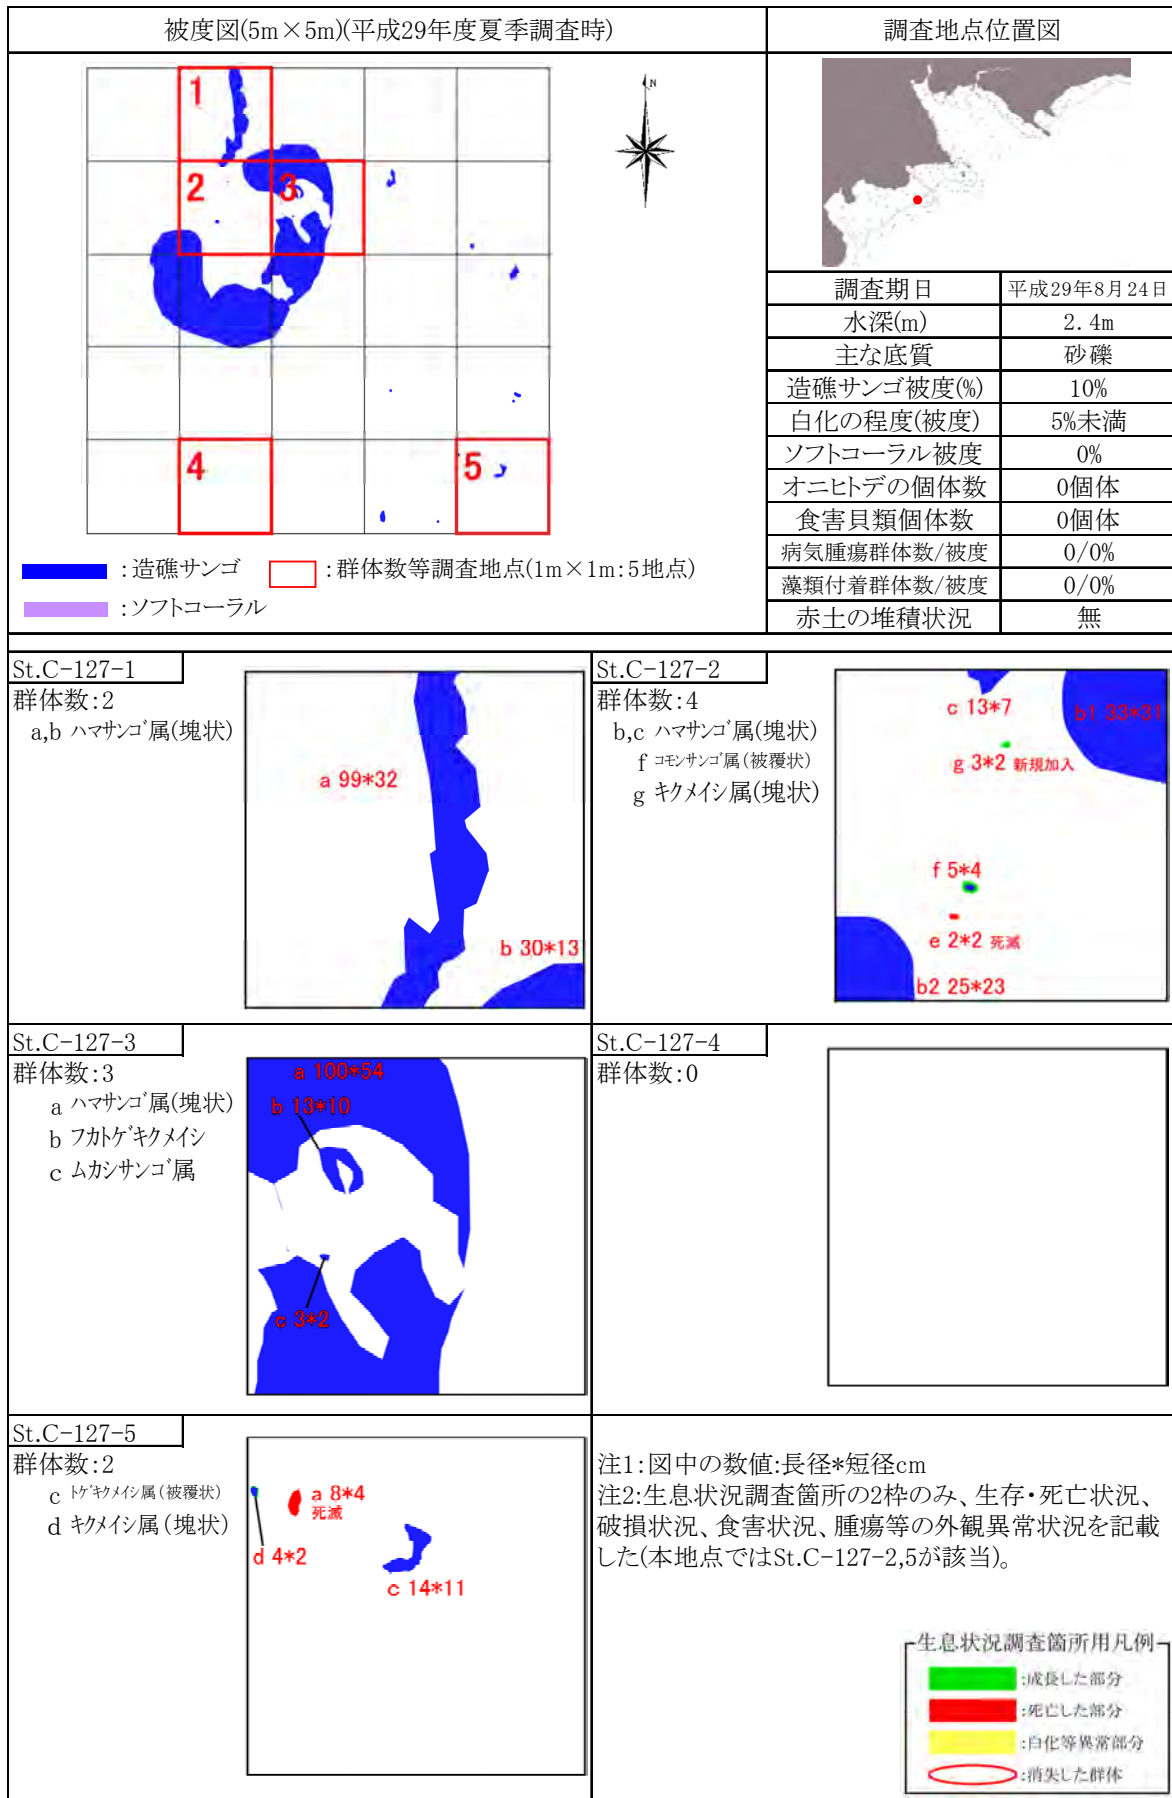 被度図(5m×5m)(平成29年度夏季調査時)
調査地点位置図
N
1
2
3
4
5
:造礁サンゴ
:群体数等調査地点(1m×1m:5地点)
:ソフトコーラル
調査期日 平成29年8月24日
水深(m) 2.4m
主な底質 砂礫
造礁サンゴ被度(%) 10%
白化の程度(被度) 5%未満
ソフトコーラル被度 0%
オニヒトデの個体数 0個体
食害貝類個体数 0個体
病気腫瘍群体数/被度 0/0%
藻類付着群体数/被度 0/0%
赤土の堆積状況 無
St.C-127-1
群体数:2
a,b ハマサンゴ属(塊状)
a 99*32
b 30*13
St.C-127-2
群体数:4
b,c ハマサンゴ属(塊状)
f コモンサンゴ属(被覆状)
g キクメイシ属(塊状)
c 13*7
b1 33*31
g 3*2 新規加入
f 5*4
e 2*2 死滅
b2 25*23
St.C-127-3
群体数:3
a ハマサンゴ属(塊状)
b フカトゲキクメイシ
c ムカシサンゴ属
a 100*54
b 13*10
c 3*2
St.C-127-4
群体数:0
St.C-127-5
群体数:2
c トゲキクメイシ属(被覆状)
d キクメイシ属(塊状)
a 8*4
死滅
d 4*2
c 14*11
注1:図中の数値:長径*短径cm
注2:生息状況調査箇所の2枠のみ、生存・死亡状況、
破損状況、食害状況、腫瘍等の外観異常状況を記載
した(本地点ではSt.C-127-2,5が該当)。
生息状況調査箇所用凡例
:成長した部分
:死亡した部分
:白化等異常部分
:消失した群体